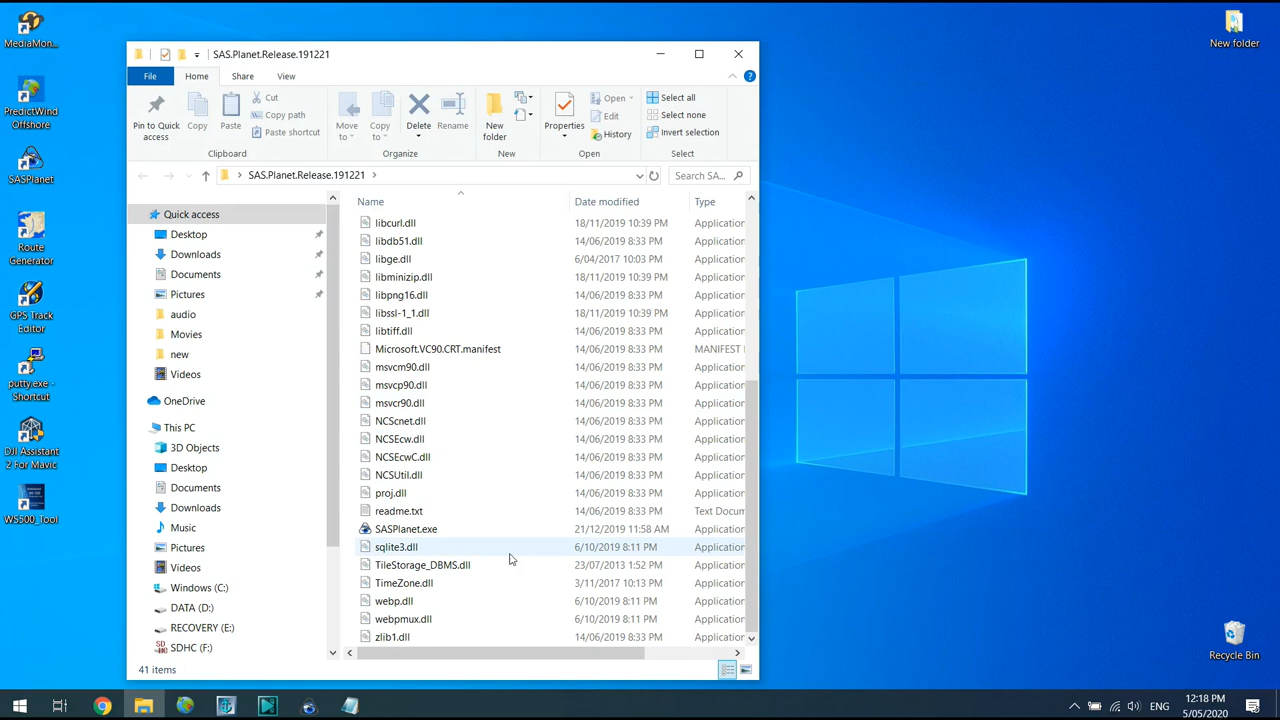 MediaMon...
PredictWind
Offshore
SASPlanet
Route
Generator
GPS Track
Editor
putty.exe -
Shortcut
DJI Assistant
2 For Mavic
WS500_Tool
New folder
Recycle Bin
SAS.Planet.Release.191221
File Home Share View
Pin to Quick
access
Copy
Paste
Cut
Copy path
Paste shortcut
Clipboard
Move
to
Copy
to
Delete
Rename
Organize
New
folder
New
Properties
Open
Edit
History
Open
Select all
Select none
Invert selection
Select
SAS.Planet.Release.191221
Search SA...
Quick access
Desktop
Downloads
Documents
Pictures
audio
Movies
new
Videos
OneDrive
This PC
3D Objects
Desktop
Documents
Downloads
Music
Pictures
Videos
Windows (C:)
DATA (D:)
RECOVERY (E:)
SDHC (F:)
Name Date modified Type
libcurl.dll 18/11/2019 10:39 PM Application
libdb51.dll 14/06/2019 8:33 PM Application
libge.dll 6/04/2017 10:03 PM Application
libminizip.dll 18/11/2019 10:39 PM Application
libpng16.dll 14/06/2019 8:33 PM Application
libssl-1_1.dll 18/11/2019 10:39 PM Application
libtiff.dll 14/06/2019 8:33 PM Application
Microsoft.VC90.CRT.manifest 14/06/2019 8:33 PM MANIFEST
msvcm90.dll 14/06/2019 8:33 PM Application
msvcp90.dll 14/06/2019 8:33 PM Application
msvcr90.dll 14/06/2019 8:33 PM Application
NCScnet.dll 14/06/2019 8:33 PM Application
NCSEcw.dll 14/06/2019 8:33 PM Application
NCSEcwC.dll 14/06/2019 8:33 PM Application
NCSUtil.dll 14/06/2019 8:33 PM Application
proj.dll 14/06/2019 8:33 PM Application
readme.txt 14/06/2019 8:33 PM Text Docum
SASPlanet.exe 21/12/2019 11:58 AM Application
sqlite3.dll 6/10/2019 8:11 PM Application
TileStorage_DBMS.dll 23/07/2013 1:52 PM Application
TimeZone.dll 3/11/2017 10:13 PM Application
webp.dll 6/10/2019 8:11 PM Application
webpmux.dll 6/10/2019 8:11 PM Application
zlib1.dll 14/06/2019 8:33 PM Application
41 items
ENG
12:18 PM
5/05/2020